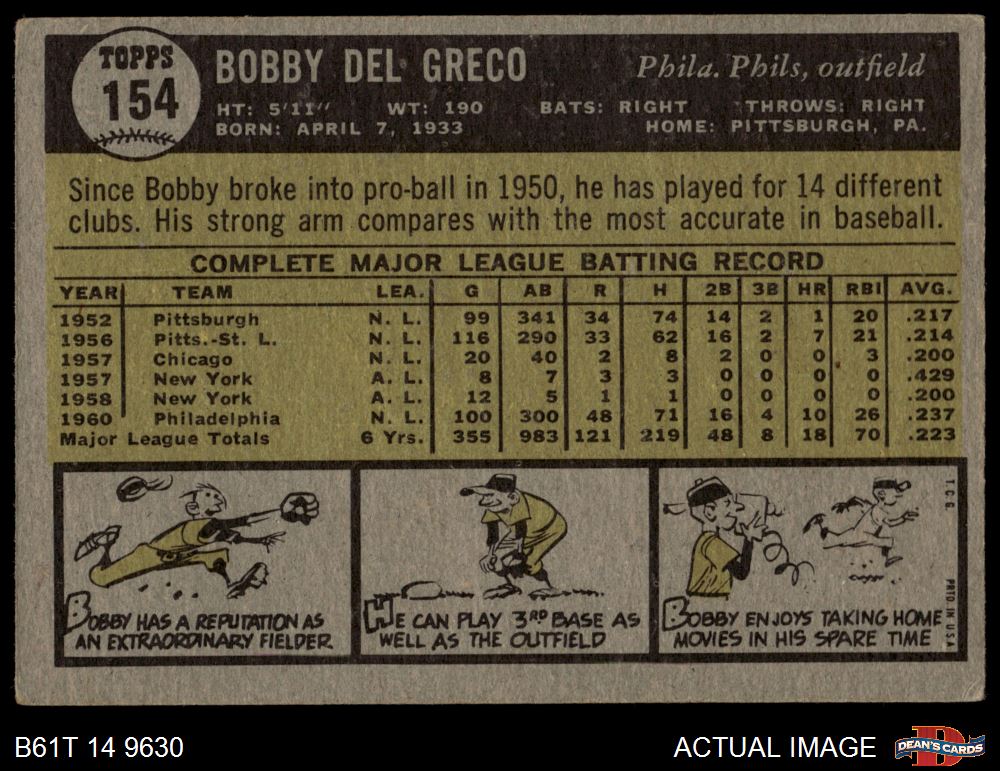 TOPPS
154
BOBBY DEL GRECO
Phila. Phils, outfield
HT: 5'11" WT: 190 BATS: RIGHT THROWS: RIGHT
BORN: APRIL 7, 1933 HOME: PITTSBURGH, PA.
Since Bobby broke into pro-ball in 1950, he has played for 14 different
clubs. His strong arm compares with the most accurate in baseball.
COMPLETE MAJOR LEAGUE BATTING RECORD
YEAR TEAM LEA. G AB R H 2B 3B HR RBI AVG.
1952 Pittsburgh N. L. 99 341 34 74 14 2 1 20 .217
1956 Pitts.-St. L. N. L. 116 290 33 62 16 2 7 21 .214
1957 Chicago N. L. 20 40 2 8 2 0 0 3 .200
1957 New York A. L. 8 7 3 3 0 0 0 0 .429
1958 New York A. L. 12 5 1 1 0 0 0 0 .200
1960 Philadelphia N. L. 100 300 48 71 16 4 10 26 .237
Major League Totals 6 Yrs. 355 983 121 219 48 8 18 70 .223
BOBBY HAS A REPUTATION AS
AN EXTRAORDINARY FIELDER.
HE CAN PLAY 3RD BASE AS
WELL AS THE OUTFIELD
BOBBY ENJOYS TAKING HOME
MOVIES IN HIS SPARE TIME
T.C.G. PRTD IN U.S.A.
B61T 14 9630
ACTUAL IMAGE
D
DEAN'S CARDS